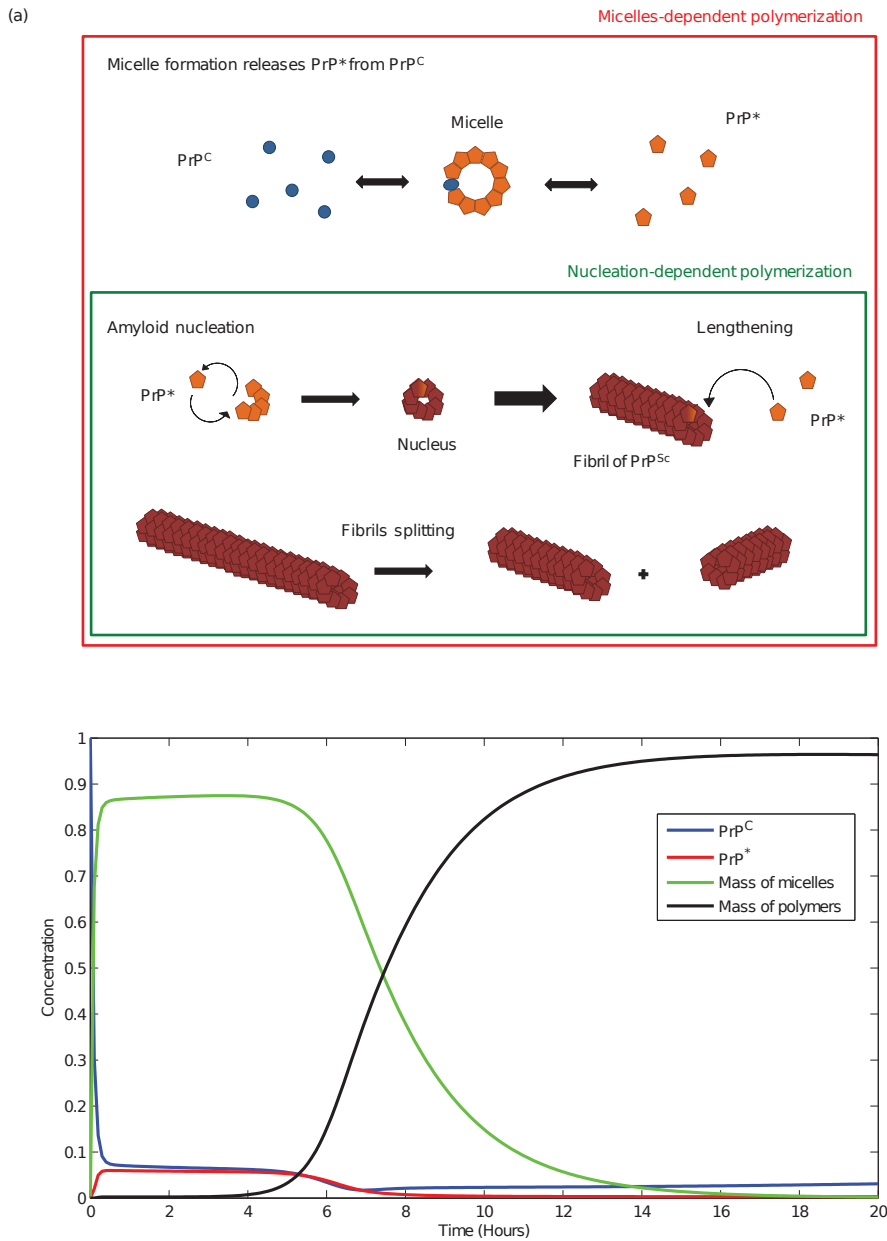 (a)
Micelles-dependent polymerization
Micelle formation releases PrP* from PrPC
Micelle
PrP*
PrPC
Nucleation-dependent polymerization
Amyloid nucleation
Lengthening
PrP*
PrP*
Nucleus
Fibril of PrPSc
Fibrils splitting
+
1
0.9
0.8
0.7
0.6
0.5
0.4
0.3
0.2
0.1
0
Concentration
PrPC
PrP*
Mass of micelles
Mass of polymers
0 2 4 6 8 10 12 14 16 18 20
Time (Hours)